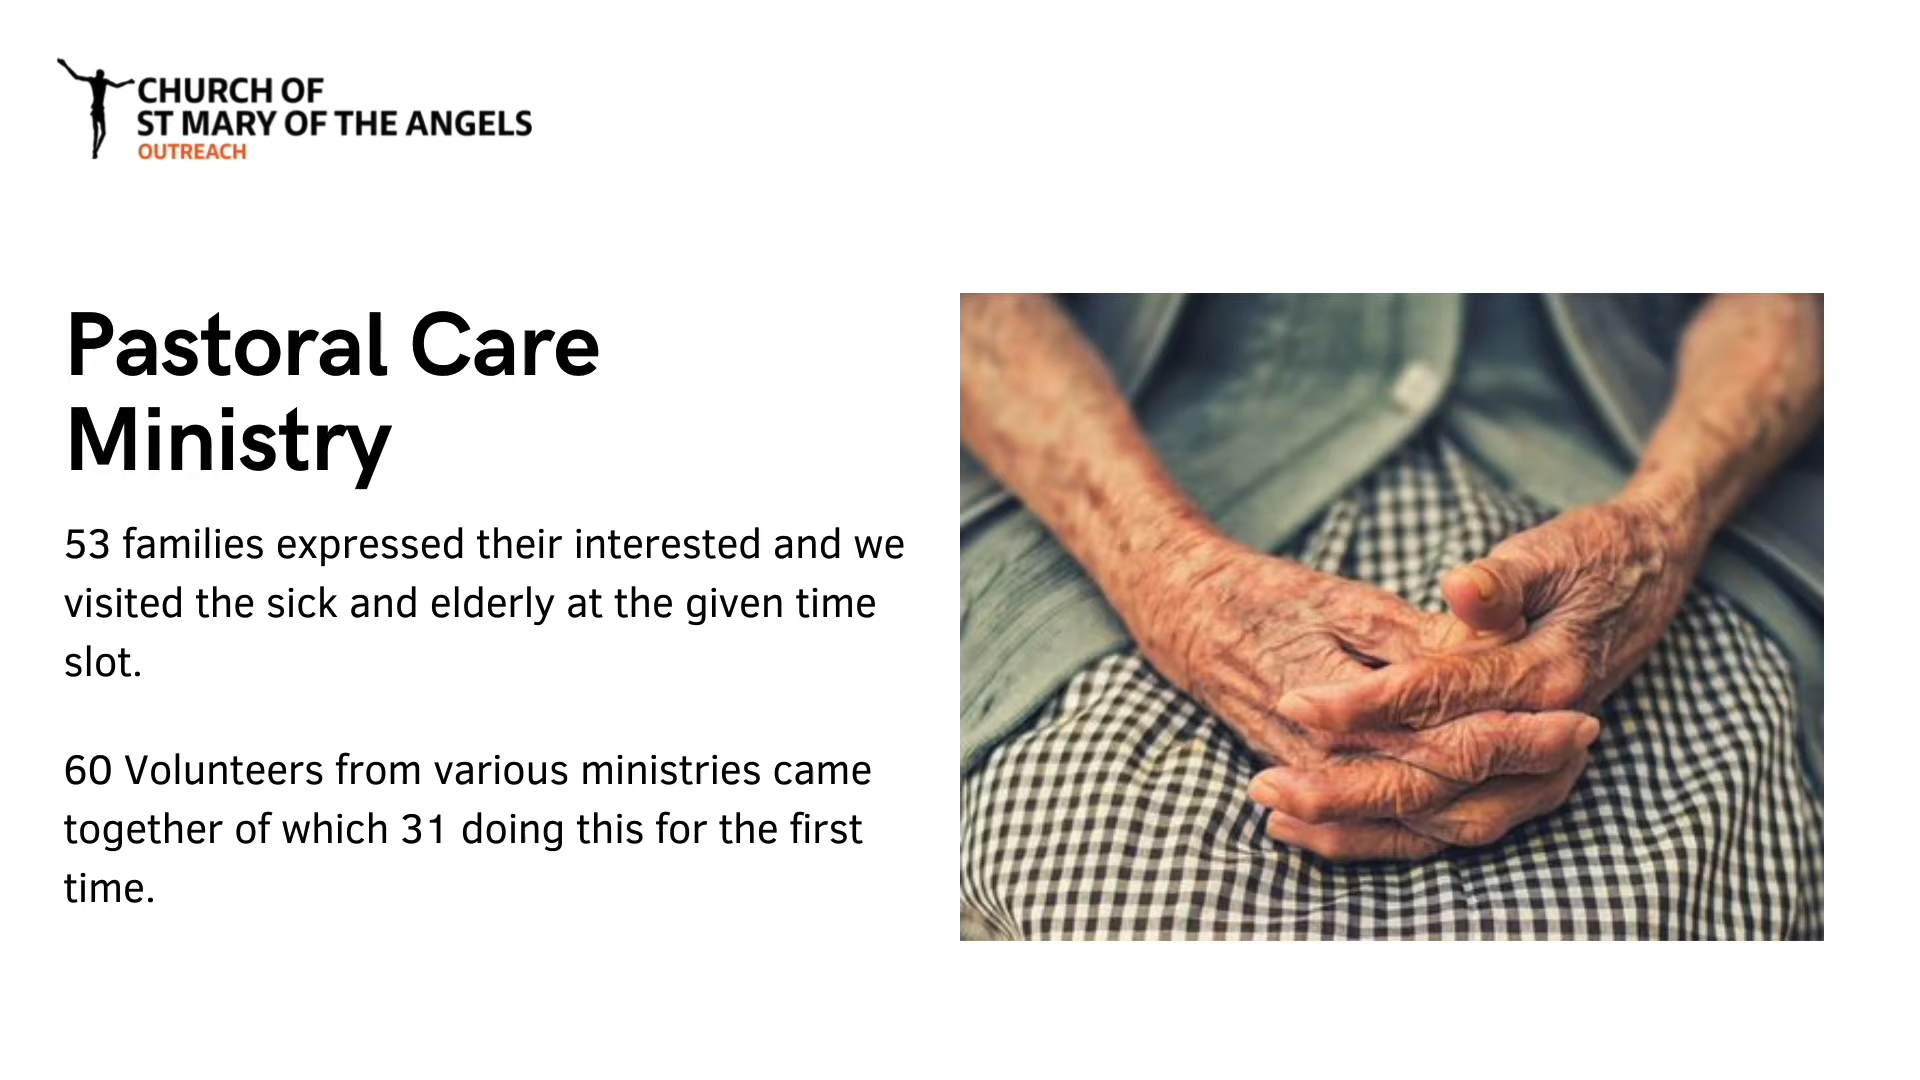 CHURCH OF
ST MARY OF THE ANGELS
OUTREACH
Pastoral Care
Ministry
53 families expressed their interested and we
visited the sick and elderly at the given time
slot.
60 Volunteers from various ministries came
together of which 31 doing this for the first
time.